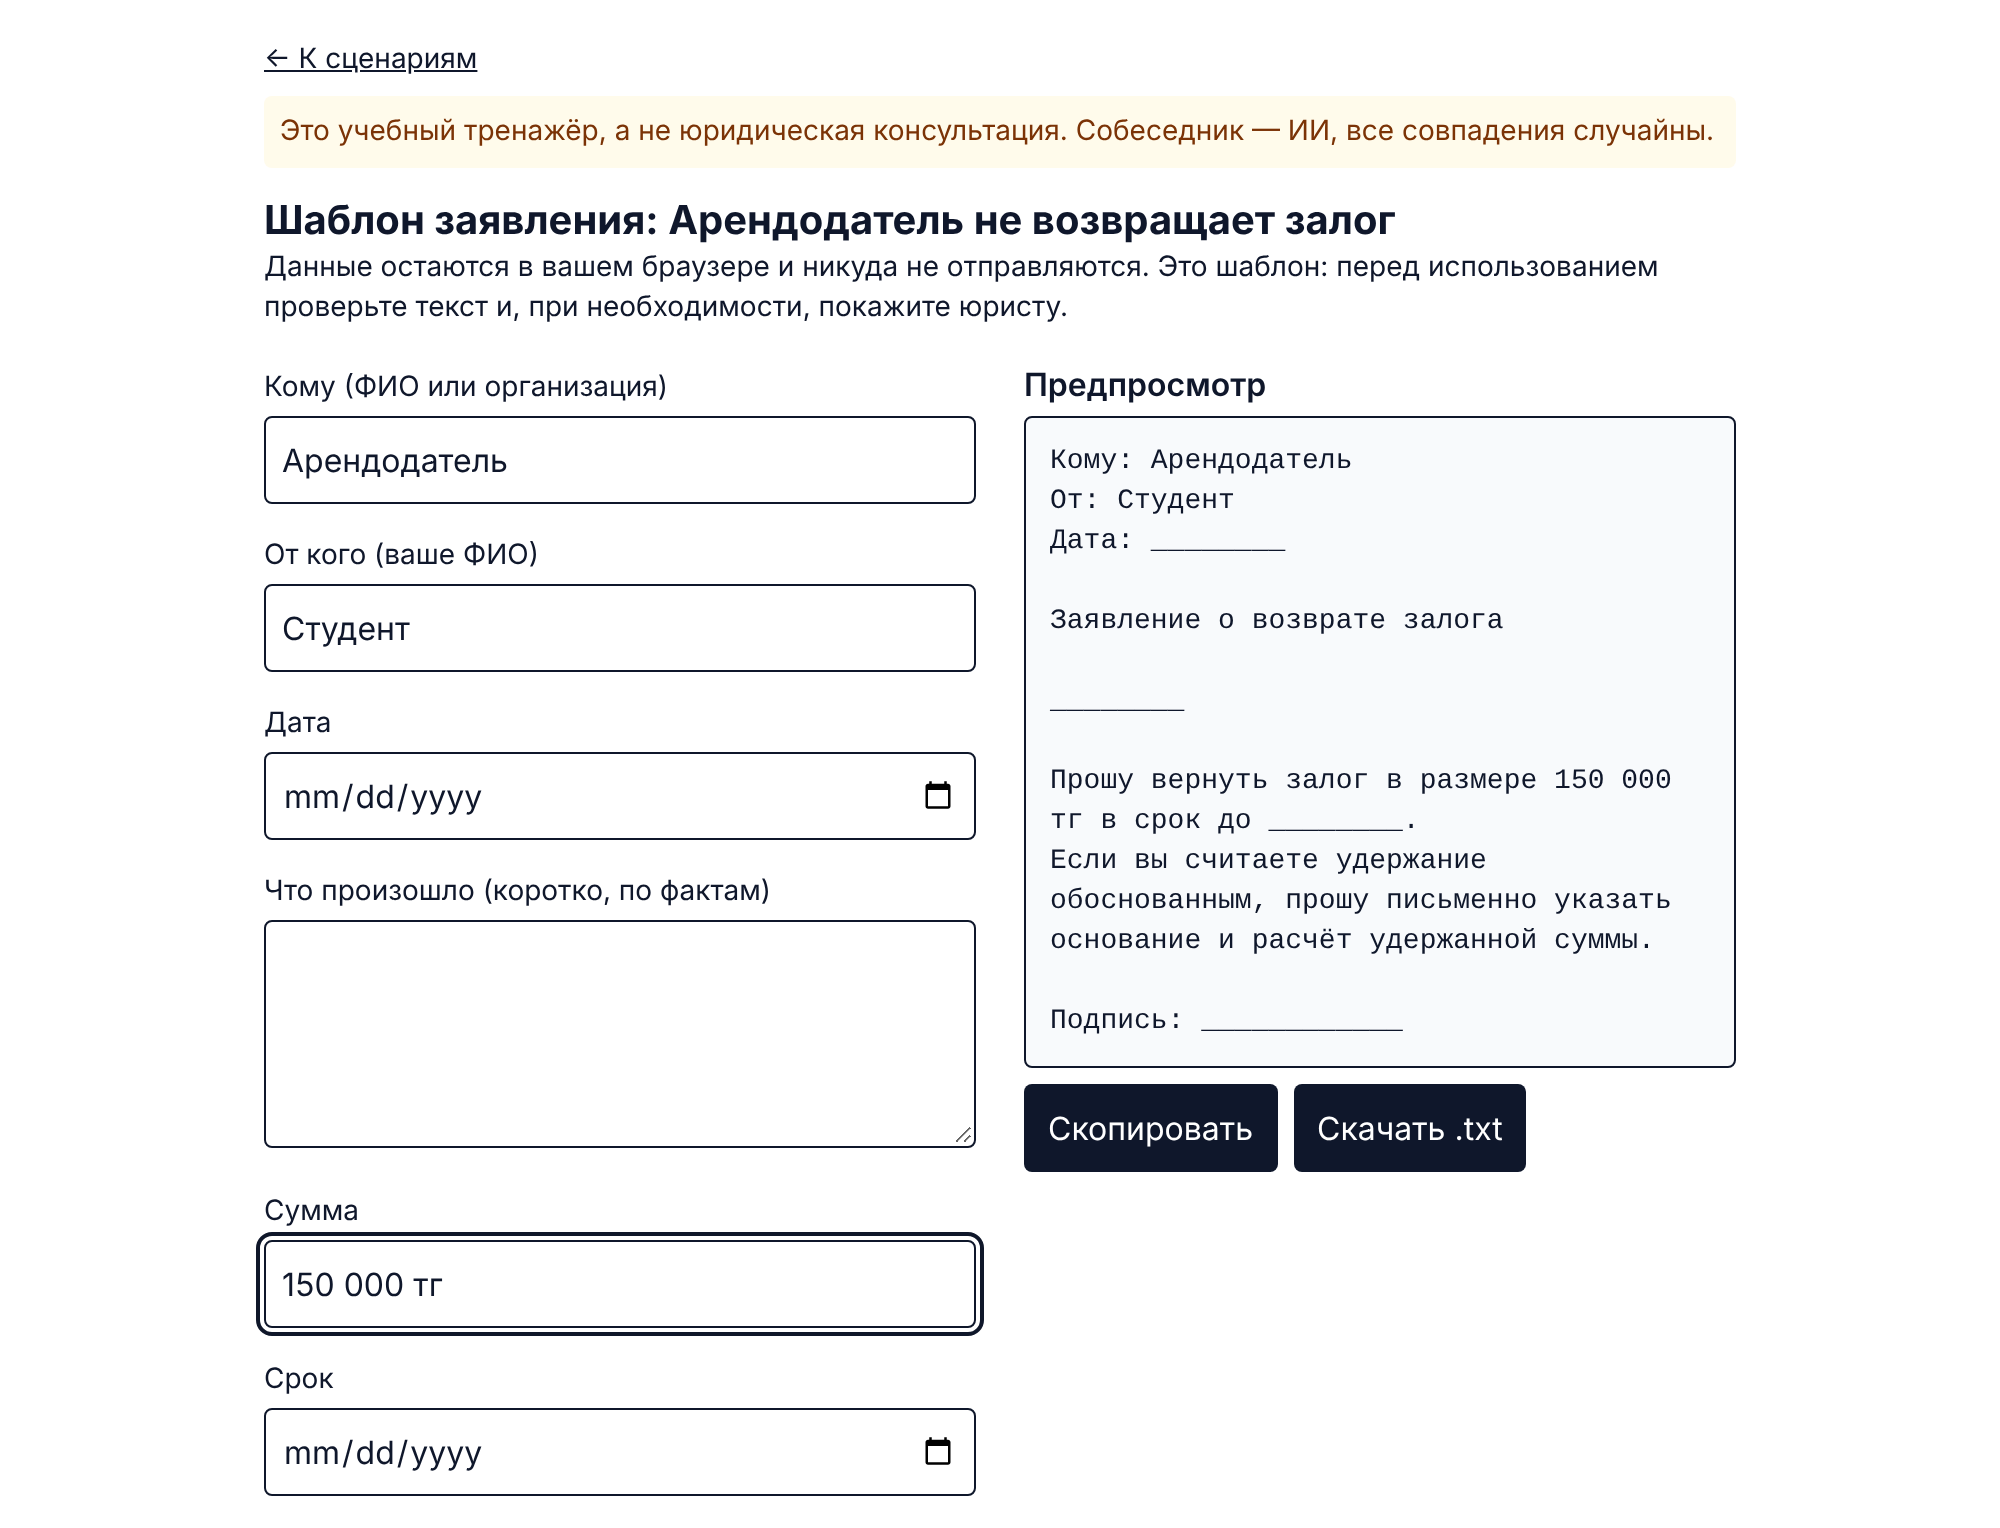 ← К сценариям
Это учебный тренажёр, а не юридическая консультация. Собеседник — ИИ, все совпадения случайны.
Шаблон заявления: Арендодатель не возвращает залог
Данные остаются в вашем браузере и никуда не отправляются. Это шаблон: перед использованием
проверьте текст и, при необходимости, покажите юристу.
Кому (ФИО или организация)
Арендодатель
От кого (ваше ФИО)
Студент
Дата
mm/dd/yyyy
Что произошло (коротко, по фактам)
Сумма
150 000 тг
Срок
mm/dd/yyyy
Предпросмотр
Кому: Арендодатель
От: Студент
Дата: ________
Заявление о возврате залога
________
Прошу вернуть залог в размере 150 000
тг в срок до ________.
Если вы считаете удержание
обоснованным, прошу письменно указать
основание и расчёт удержанной суммы.
Подпись: ____________
Скопировать
Скачать .txt